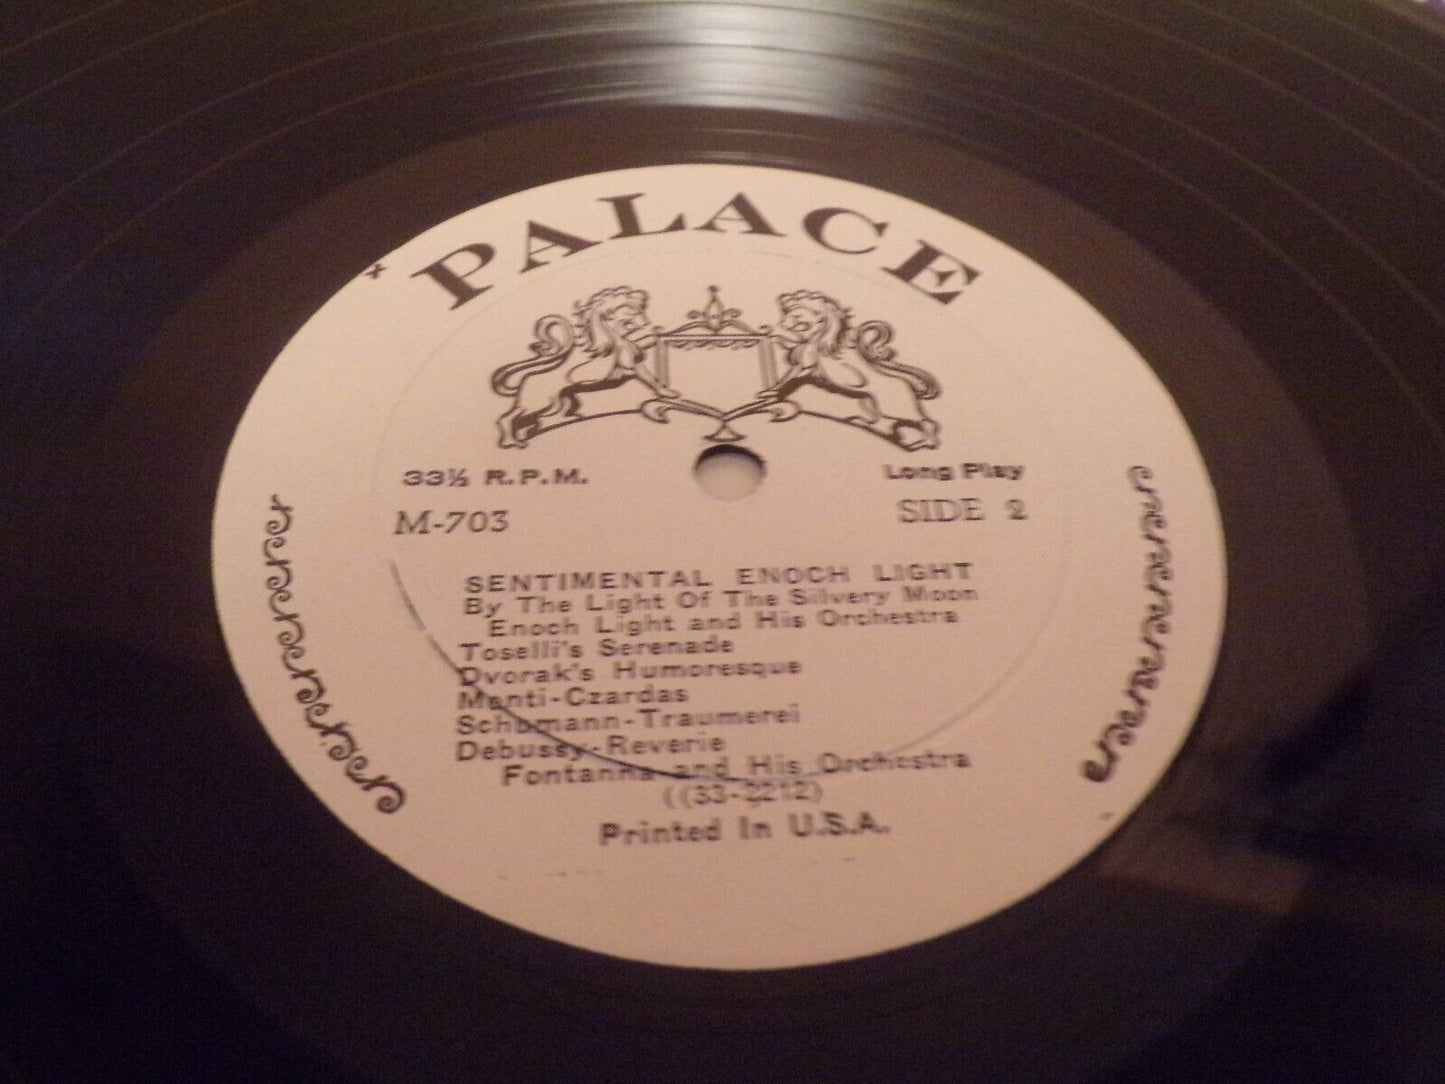 PALACE
33⅓ R.P.M. Long Play
M-703 SIDE 2
SENTIMENTAL ENOCH LIGHT
By The Light Of The Silvery Moon
Enoch Light and His Orchestra
Toselli's Serenade
Dvorak's Humoresque
Monti-Czardas
Schumann-Traumerei
Debussy-Reverie
Fontanna and His Orchestra
((33-2212)
Printed In U.S.A.